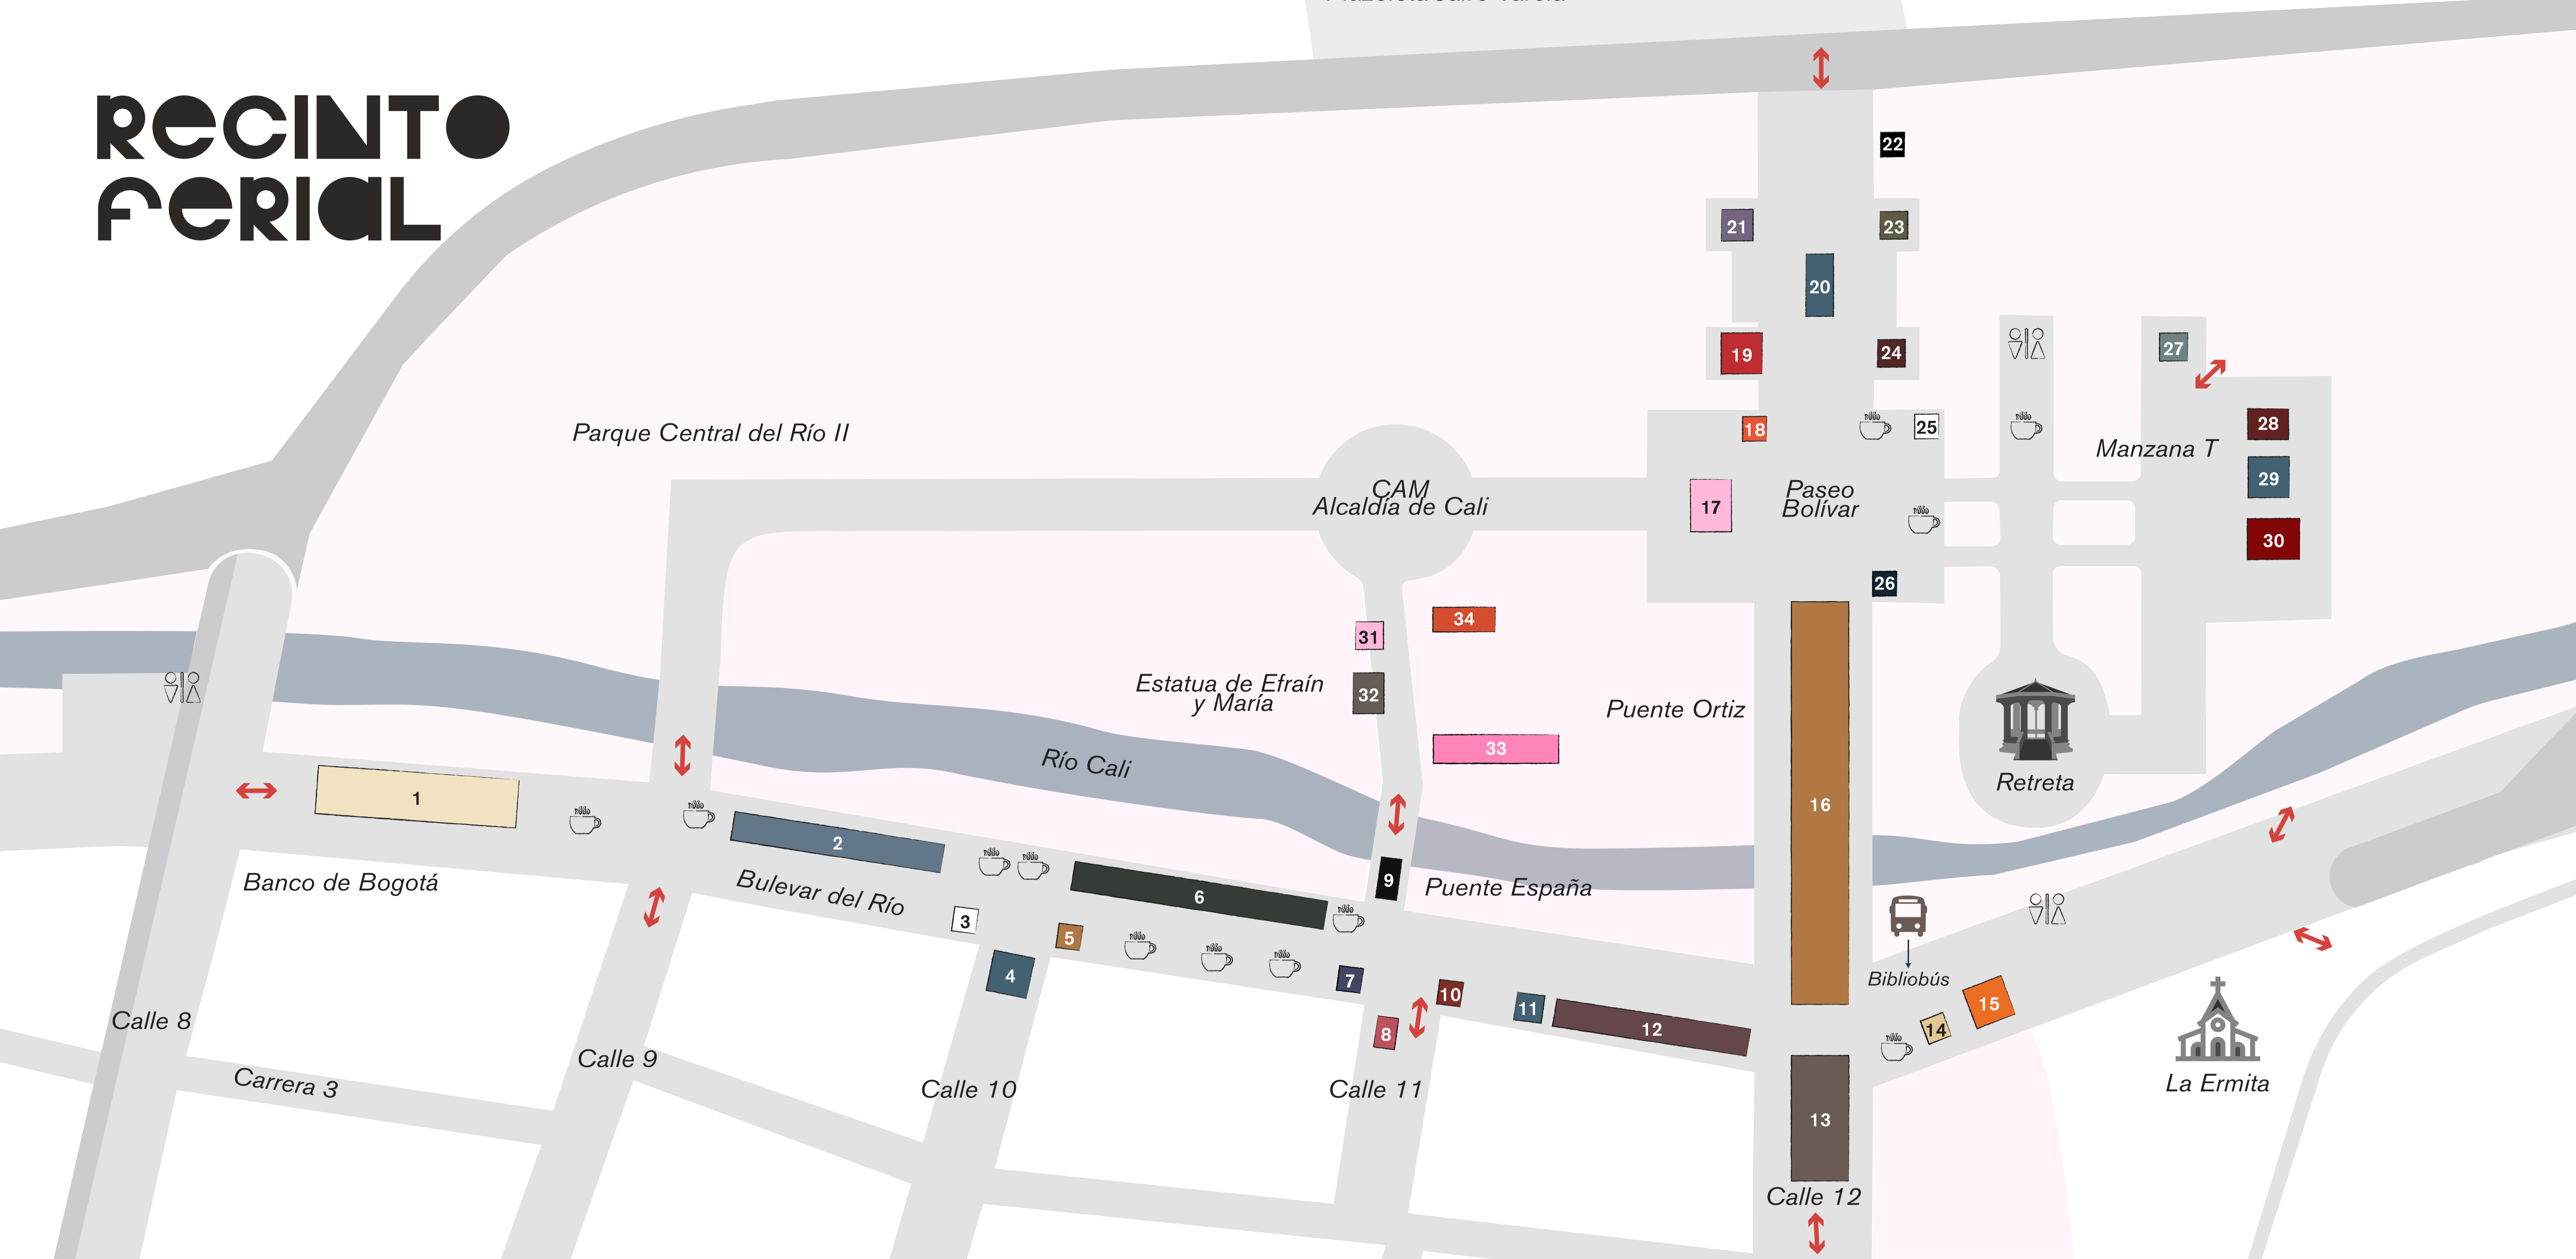 RECINTO
FERIAL
22
21
23
20
19
24
27
18
25
28
Parque Central del Río II
Manzana T
29
CAM
Alcaldía de Cali
17
Paseo
Bolívar
30
26
34
31
Estatua de Efraín
y María
32
Puente Ortiz
33
Río Cali
Retreta
1
16
2
Banco de Bogotá
Bulevar del Río
6
9
Puente España
3
5
4
7
10
11
12
8
Bibliobús
15
14
Calle 8
Calle 9
Carrera 3
Calle 10
Calle 11
La Ermita
13
Calle 12